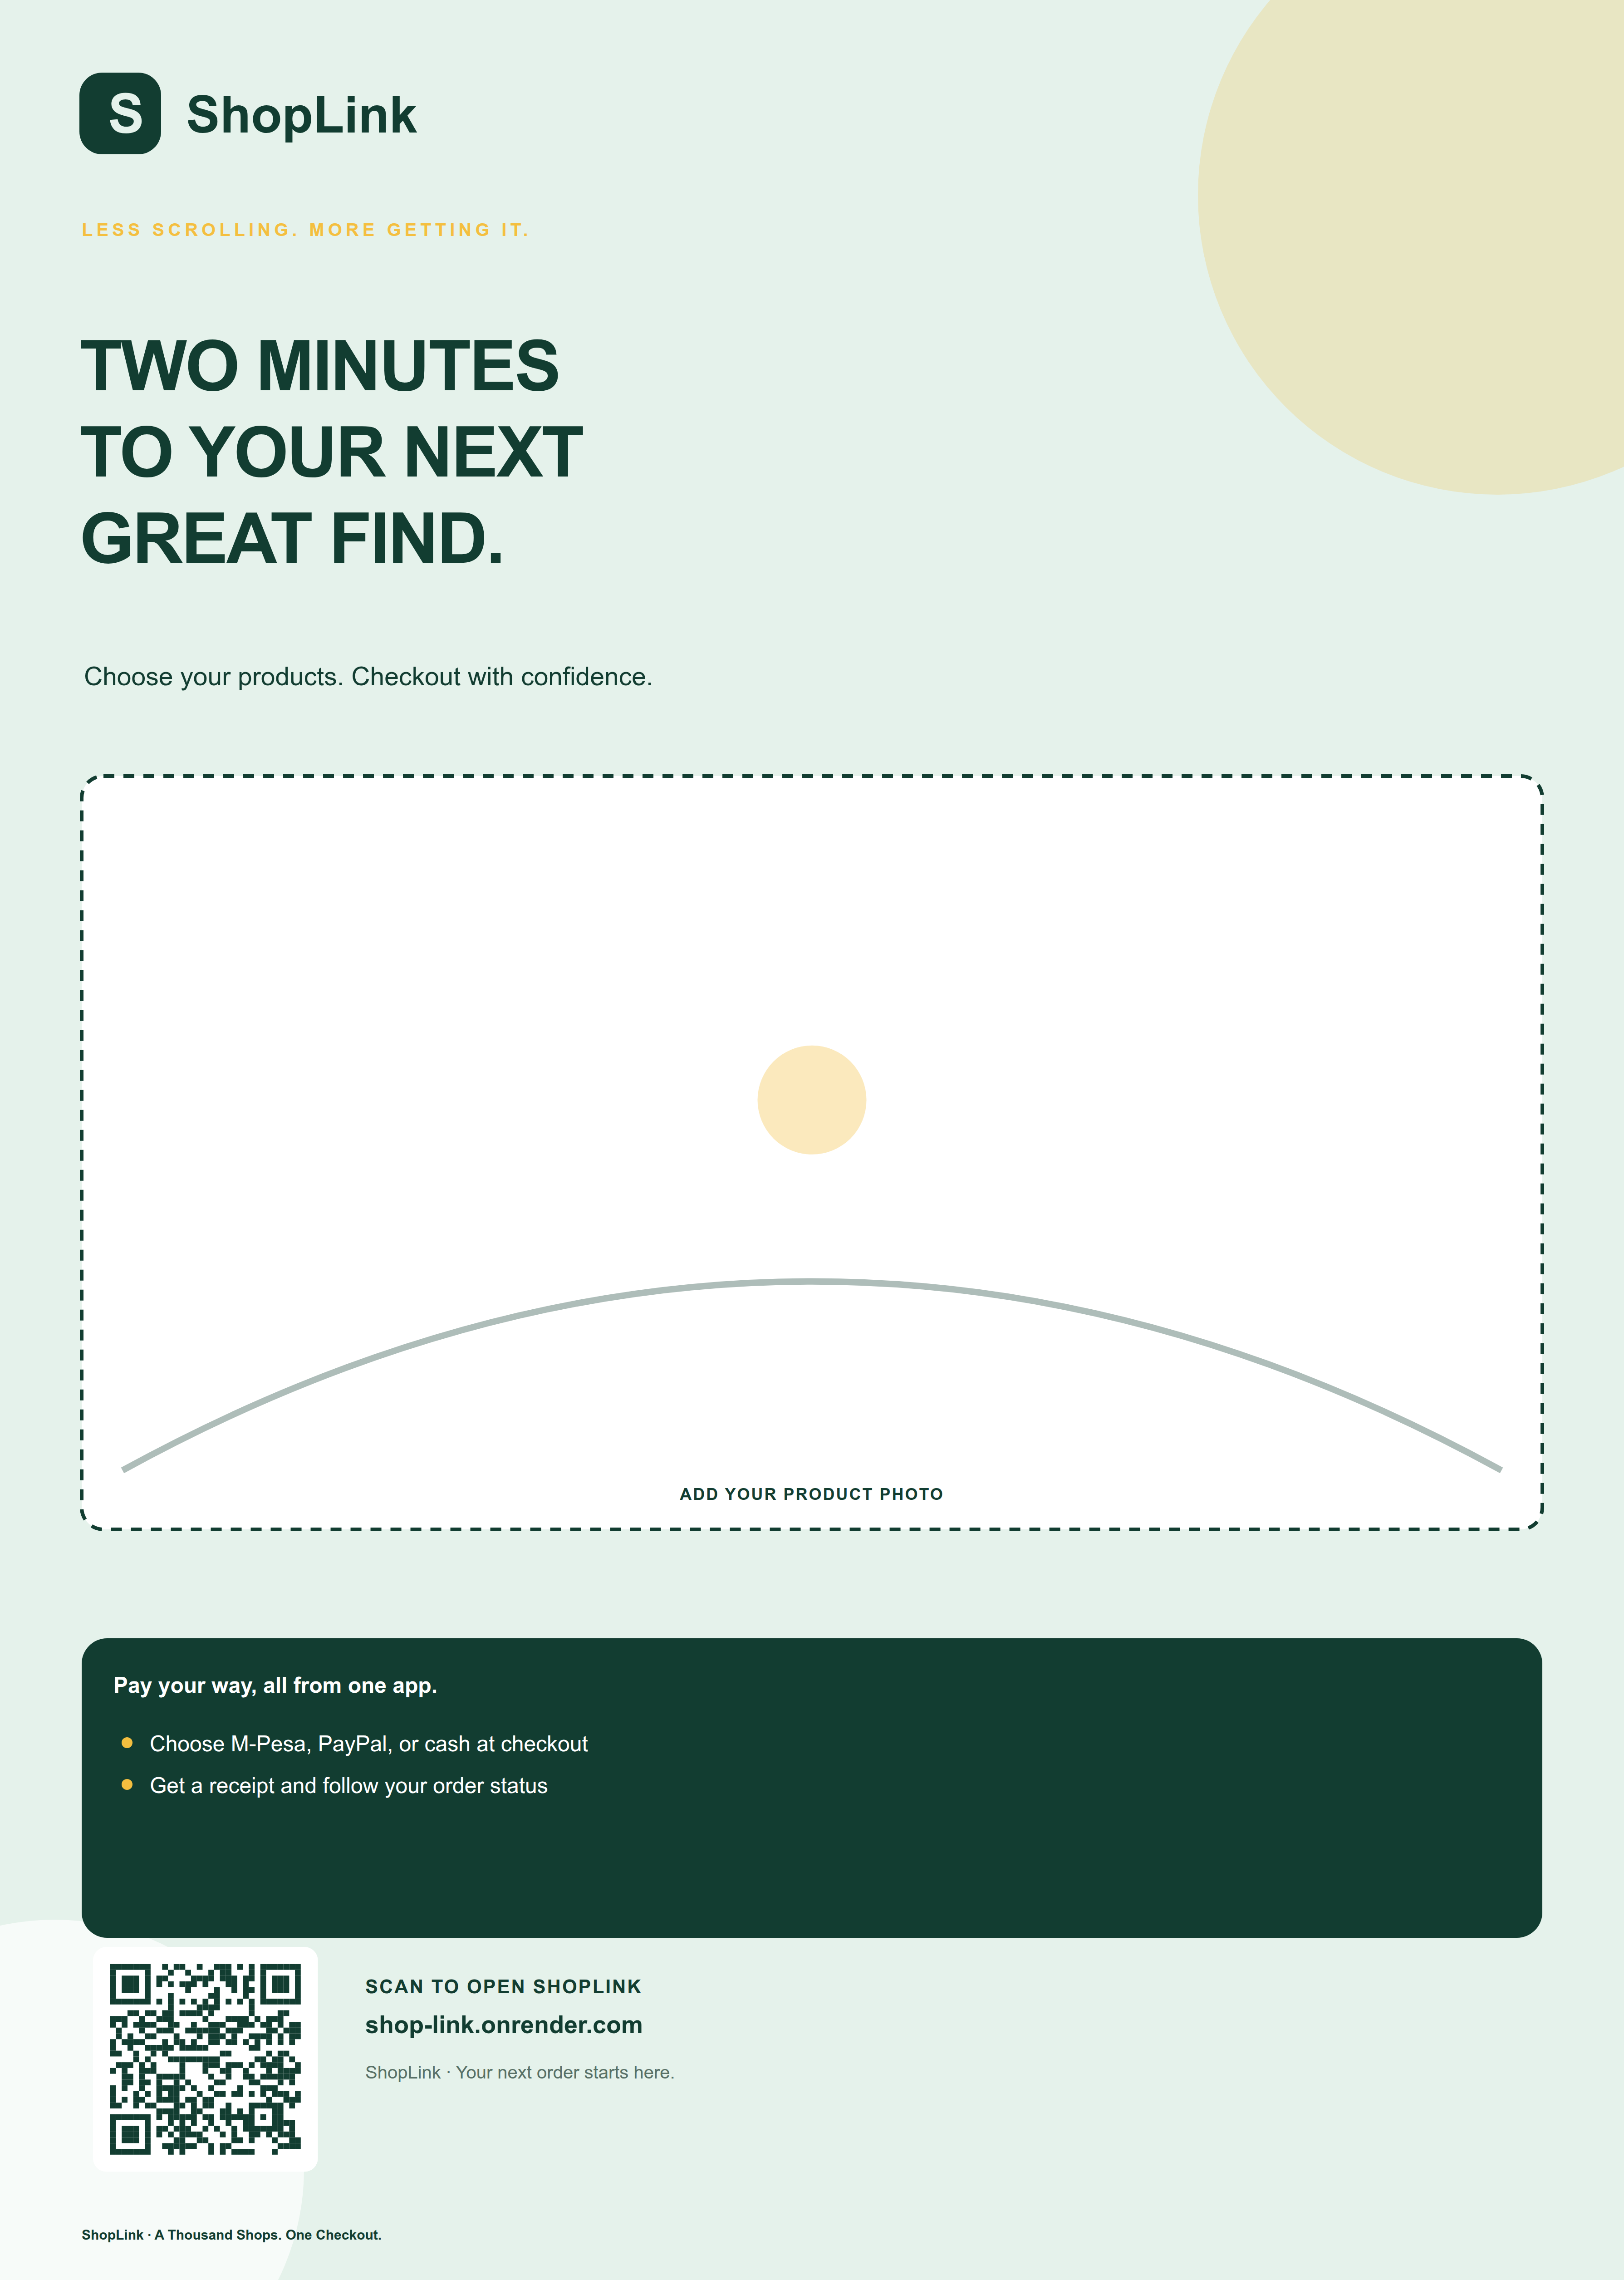 S ShopLink
LESS SCROLLING. MORE GETTING IT.
TWO MINUTES
TO YOUR NEXT
GREAT FIND.
Choose your products. Checkout with confidence.
ADD YOUR PRODUCT PHOTO
Pay your way, all from one app.
Choose M-Pesa, PayPal, or cash at checkout
Get a receipt and follow your order status
SCAN TO OPEN SHOPLINK
shop-link.onrender.com
ShopLink · Your next order starts here.
ShopLink · A Thousand Shops. One Checkout.